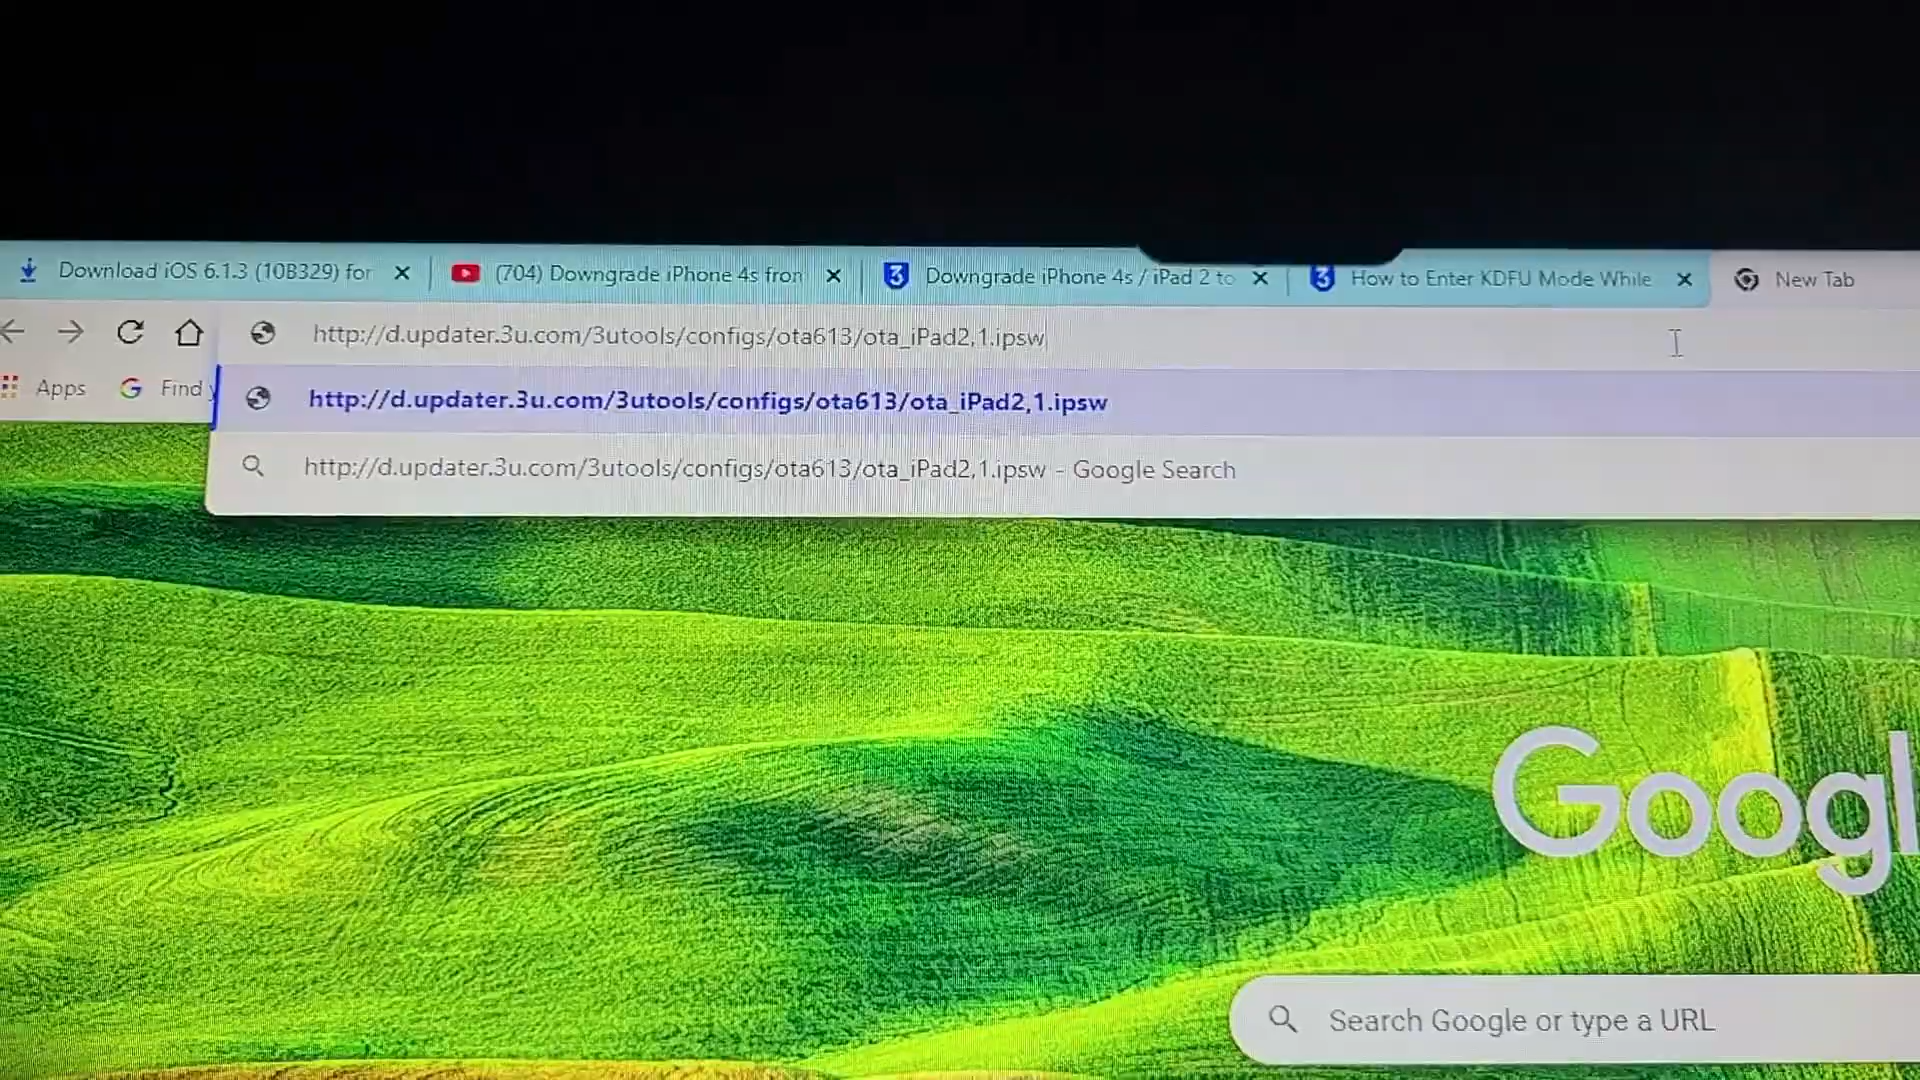 Download iOS 6.1.3 (10B329) for
(704) Downgrade iPhone 4s fron
Downgrade iPhone 4s / iPad 2 to
How to Enter KDFU Mode While
New Tab
http://d.updater.3u.com/3utools/configs/ota613/ota_iPad2,1.ipsw
Apps
Find
http://d.updater.3u.com/3utools/configs/ota613/ota_iPad2,1.ipsw
http://d.updater.3u.com/3utools/configs/ota613/ota_iPad2,1.ipsw - Google Search
Googl
Search Google or type a URL